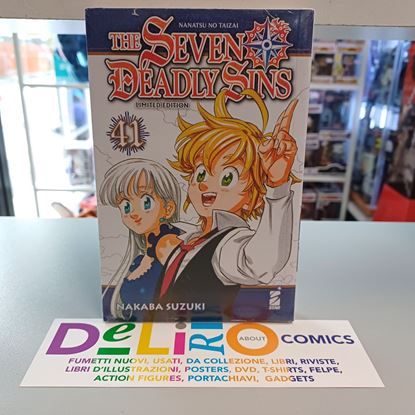 NANATSU NO TAIZAI
THE SEVEN
DEADLY SINS
LIMITED EDITION
41
NAKABA SUZUKI
STAR
DeLiRiO ABOUT COMICS
FUMETTI NUOVI, USATI, DA COLLEZIONE, LIBRI, RIVISTE,
LIBRI D'ILLUSTRAZIONI, POSTERS, DVD, T-SHIRTS, FELPE,
ACTION FIGURES, PORTACHIAVI, GADGETS